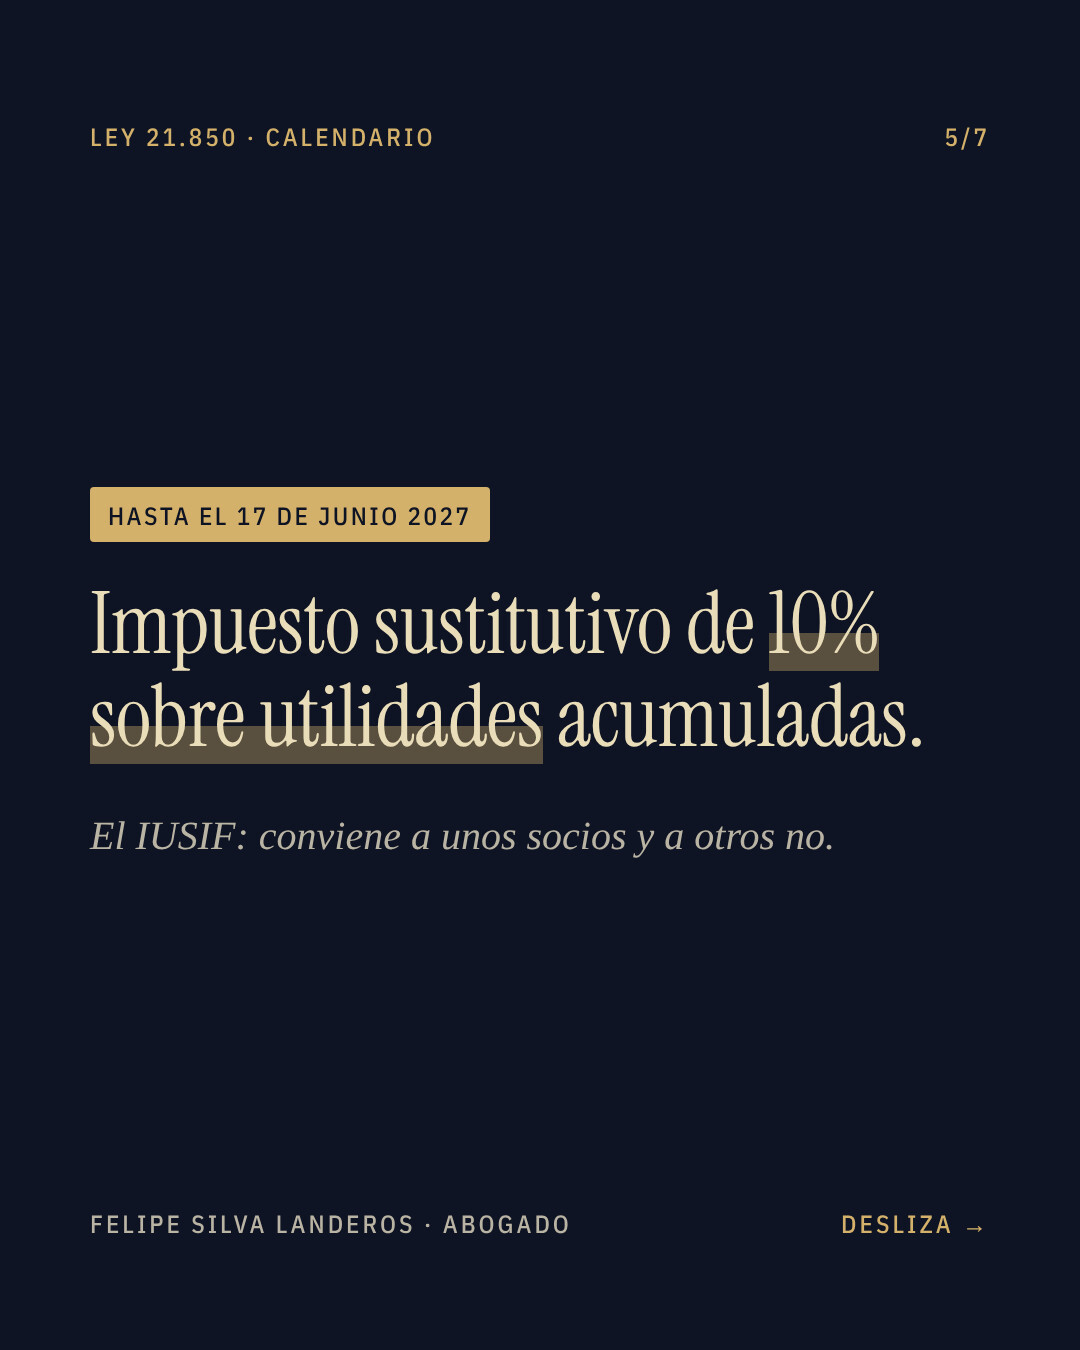 LEY 21.850 · CALENDARIO
5/7
HASTA EL 17 DE JUNIO 2027
Impuesto sustitutivo de 10%
sobre utilidades acumuladas.
El IUSIF: conviene a unos socios y a otros no.
FELIPE SILVA LANDEROS · ABOGADO
DESLIZA →